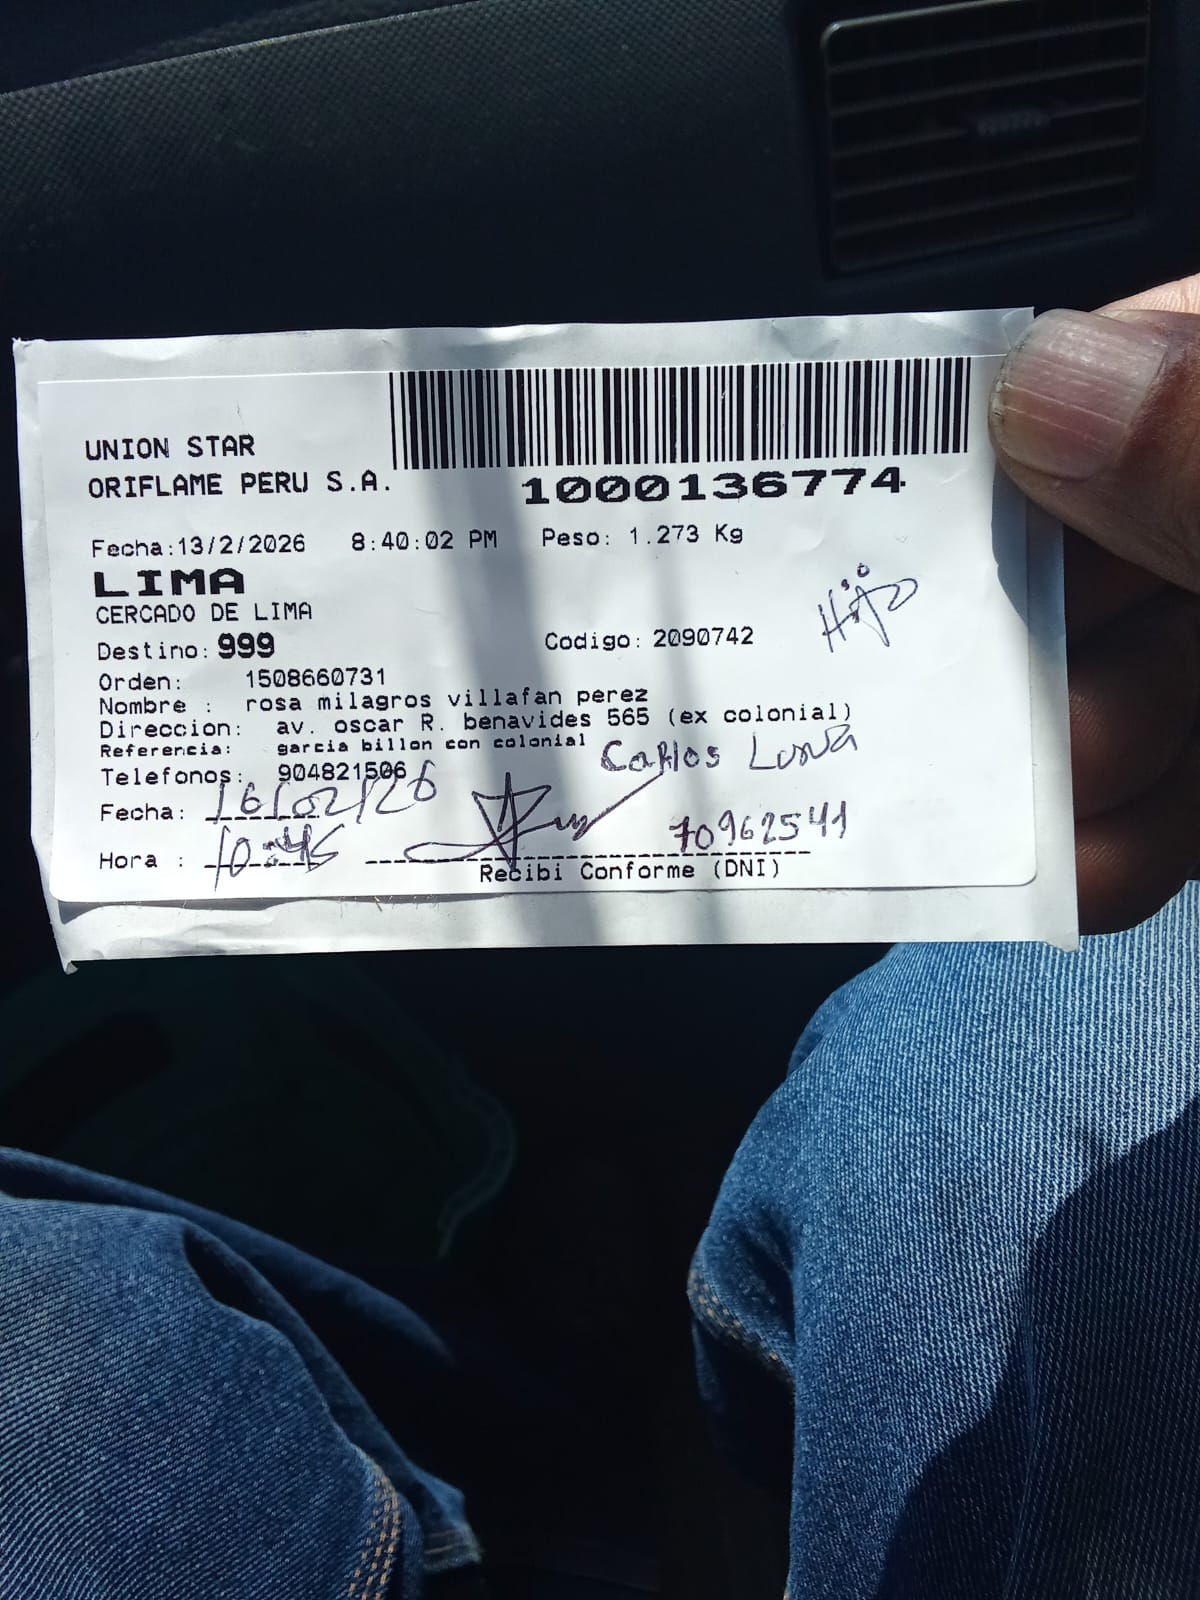 UNION STAR
ORIFLAME PERU S.A.
1000136774
Fecha:13/2/2026 8:40:02 PM Peso: 1.273 Kg
LIMA
CERCADO DE LIMA
Hijo
Destino: 999 Codigo: 2090742
Orden: 1508660731
Nombre : rosa milagros villafan perez
Direccion: av. oscar R. benavides 565 (ex colonial)
Referencia: garcia billon con colonial
Carlos Luna
Telefonos: 904821506
Fecha: 16/02/26
70962541
Hora : 10:45
Recibi Conforme (DNI)